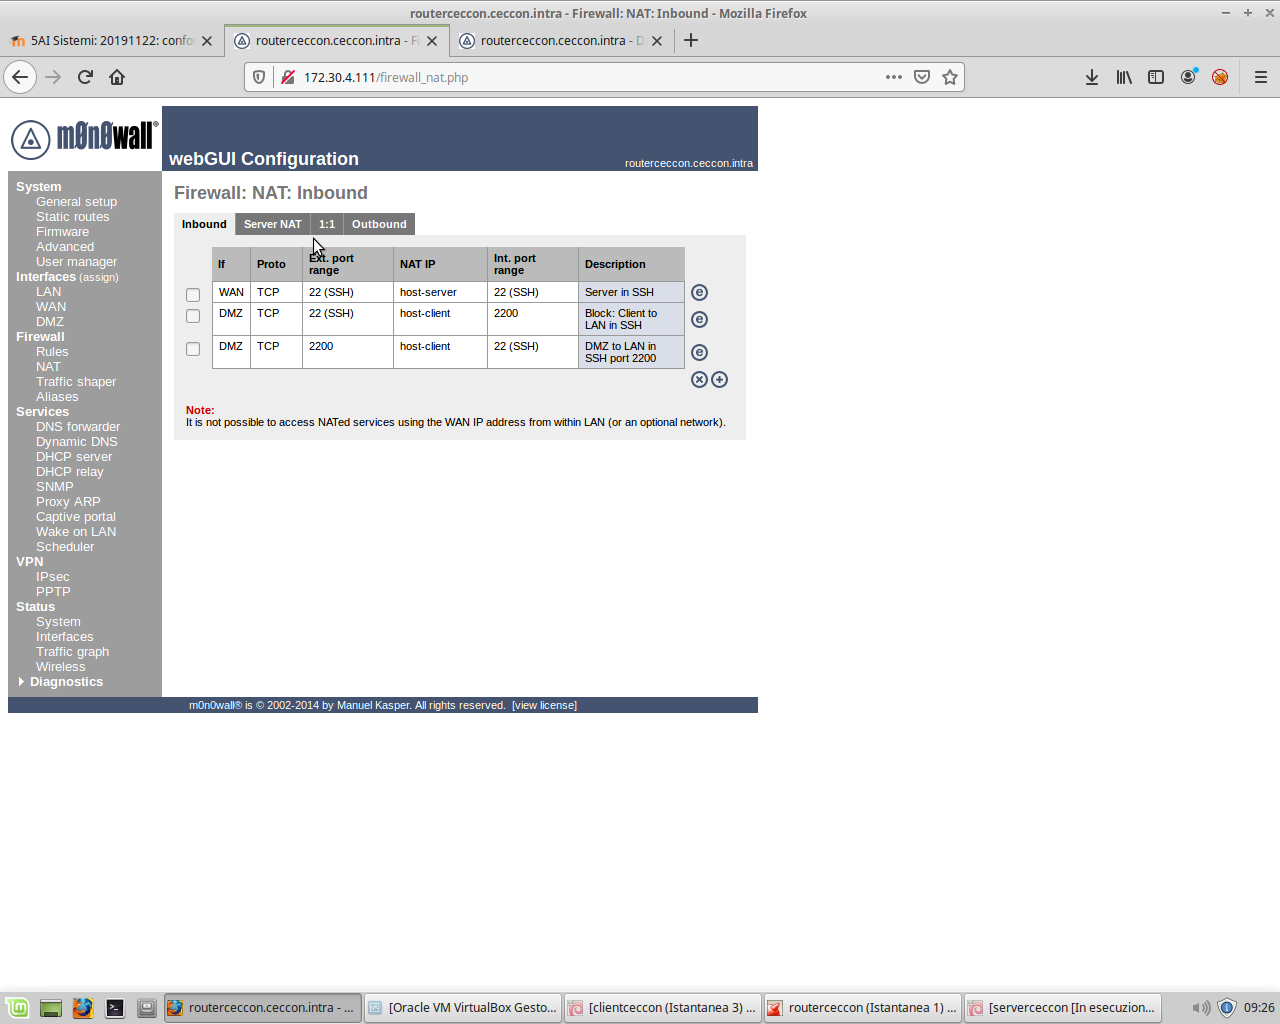 routerceccon.ceccon.intra - Firewall: NAT: Inbound - Mozilla Firefox
5AI Sistemi: 20191122: confo
routerceccon.ceccon.intra - F
routerceccon.ceccon.intra - D
172.30.4.111/firewall_nat.php
m0n0wall®
webGUI Configuration
routerceccon.ceccon.intra
System
General setup
Static routes
Firmware
Advanced
User manager
Interfaces (assign)
LAN
WAN
DMZ
Firewall
Rules
NAT
Traffic shaper
Aliases
Services
DNS forwarder
Dynamic DNS
DHCP server
DHCP relay
SNMP
Proxy ARP
Captive portal
Wake on LAN
Scheduler
VPN
IPsec
PPTP
Status
System
Interfaces
Traffic graph
Wireless
Diagnostics
Firewall: NAT: Inbound
Inbound Server NAT 1:1 Outbound
If Proto Ext. port range NAT IP Int. port range Description
WAN TCP 22 (SSH) host-server 22 (SSH) Server in SSH
DMZ TCP 22 (SSH) host-client 2200 Block: Client to
LAN in SSH
DMZ TCP 2200 host-client 22 (SSH) DMZ to LAN in
SSH port 2200
Note:
It is not possible to access NATed services using the WAN IP address from within LAN (or an optional network).
m0n0wall® is © 2002-2014 by Manuel Kasper. All rights reserved. [view license]
routerceccon.ceccon.intra - ...
[Oracle VM VirtualBox Gesto...
[clientceccon (Istantanea 3) ...
routerceccon (Istantanea 1) ...
[serverceccon [In esecuzion...
09:26